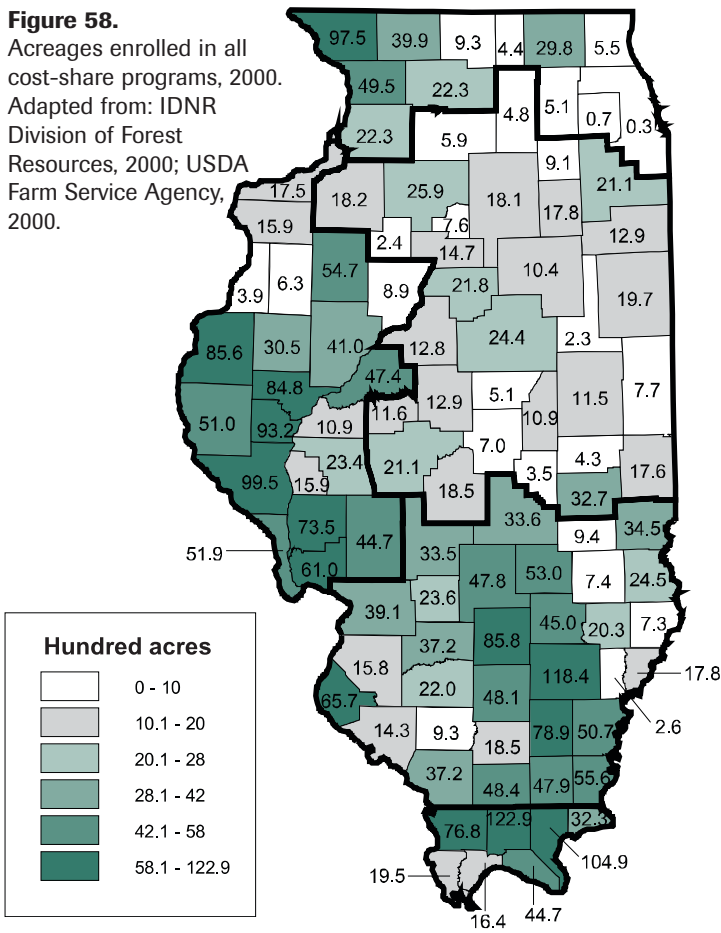 Figure 58.
Acreages enrolled in all
cost-share programs, 2000.
Adapted from: IDNR
Division of Forest
Resources, 2000; USDA
Farm Service Agency,
2000.
97.5 39.9 9.3 4.4 29.8 5.5
49.5 22.3 4.8 5.1 0.7 0.3
22.3 5.9 9.1
17.5 18.2 25.9 18.1 17.8 21.1
15.9 2.4 7.6 14.7 12.9
3.9 6.3 54.7 8.9 21.8 10.4 19.7
85.6 30.5 41.0 12.8 24.4 2.3
84.8 47.4 12.9 5.1 10.9 11.5 7.7
51.0 93.2 10.9 11.6 7.0
99.5 15.9 23.4 21.1 18.5 3.5 4.3 17.6
32.7
51.9 73.5 44.7 33.5 33.6 9.4 34.5
61.0 47.8 53.0 7.4 24.5
39.1 23.6 45.0 20.3 7.3
37.2 85.8
15.8 22.0 48.1 118.4 17.8
65.7 2.6
14.3 9.3 18.5 78.9 50.7
37.2 48.4 47.9 55.6
76.8 122.9 32.3
104.9
19.5
16.4 44.7
Hundred acres
0 - 10
10.1 - 20
20.1 - 28
28.1 - 42
42.1 - 58
58.1 - 122.9